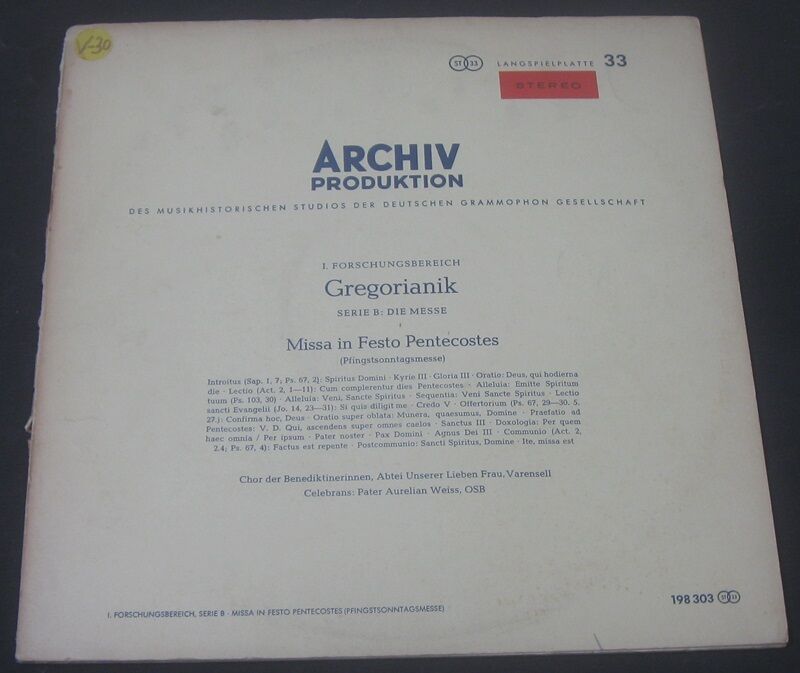 V-30
ST 33 LANGSPIELPLATTE 33
STEREO
ARCHIV
PRODUKTION
DES MUSIKHISTORISCHEN STUDIOS DER DEUTSCHEN GRAMMOPHON GESELLSCHAFT
I. FORSCHUNGSBEREICH
Gregorianik
SERIE B: DIE MESSE
Missa in Festo Pentecostes
(Pfingstsonntagsmesse)
Introitus (Sap. 1, 7; Ps. 67, 2): Spiritus Domini · Kyrie III · Gloria III · Oratio: Deus, qui hodierna
die · Lectio (Act. 2, 1—11): Cum complerentur dies Pentecostes · Alleluia: Emitte Spiritum
tuum (Ps. 103, 30) · Alleluia: Veni, Sancte Spiritus · Sequentia: Veni Sancte Spiritus · Lectio
sancti Evangelii (Jo. 14, 23—31): Si quis diligit me · Credo V · Offertorium (Ps. 67, 29—30. 5,
27.): Confirma hoc, Deus · Oratio super oblata: Munera, quaesumus, Domine · Praefatio ad
Pentecostes: V. D. Qui, ascendens super omnes caelos · Sanctus III · Doxologia: Per quem
haec omnia / Per ipsum · Pater noster · Pax Domini · Agnus Dei III · Communio (Act. 2,
2.4; Ps. 67, 4): Factus est repente · Postcommunio: Sancti Spiritus, Domine · Ite, missa est
Chor der Benediktinerinnen, Abtei Unserer Lieben Frau, Varensell
Celebrans: Pater Aurelian Weiss, OSB
198 303 ST 33
I. FORSCHUNGSBEREICH, SERIE B · MISSA IN FESTO PENTECOSTES (PFINGSTSONNTAGSMESSE)